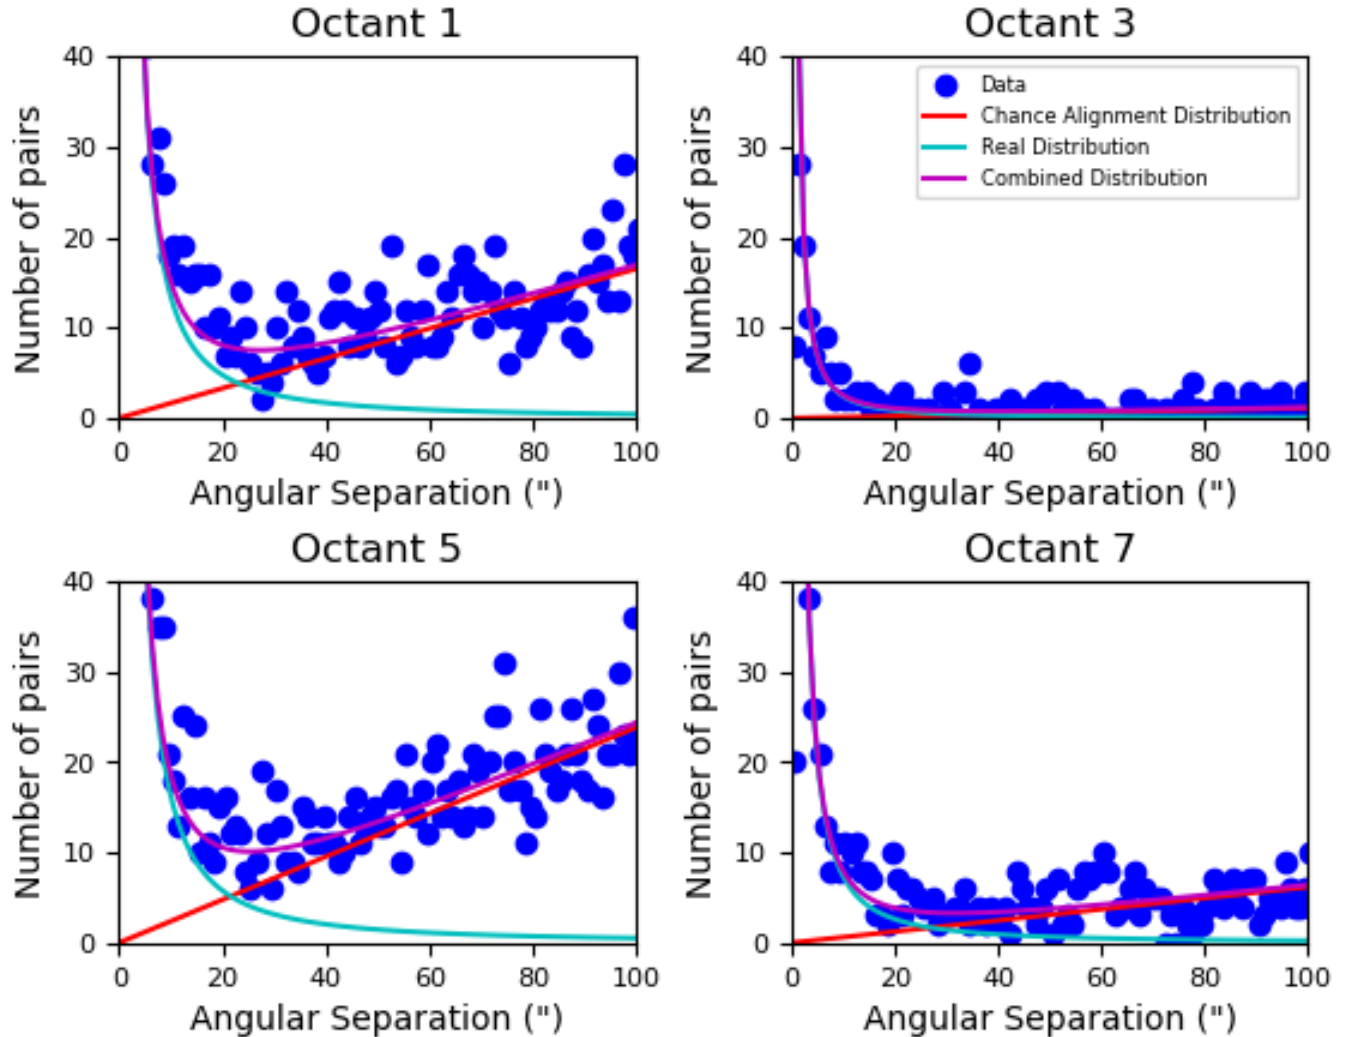 Octant 1
40
30
20
10
0
Number of pairs
0 20 40 60 80 100
Angular Separation (")
Octant 3
40
30
20
10
0
Number of pairs
Data
Chance Alignment Distribution
Real Distribution
Combined Distribution
0 20 40 60 80 100
Angular Separation (")
Octant 5
40
30
20
10
0
Number of pairs
0 20 40 60 80 100
Angular Separation (")
Octant 7
40
30
20
10
0
Number of pairs
0 20 40 60 80 100
Angular Separation (")